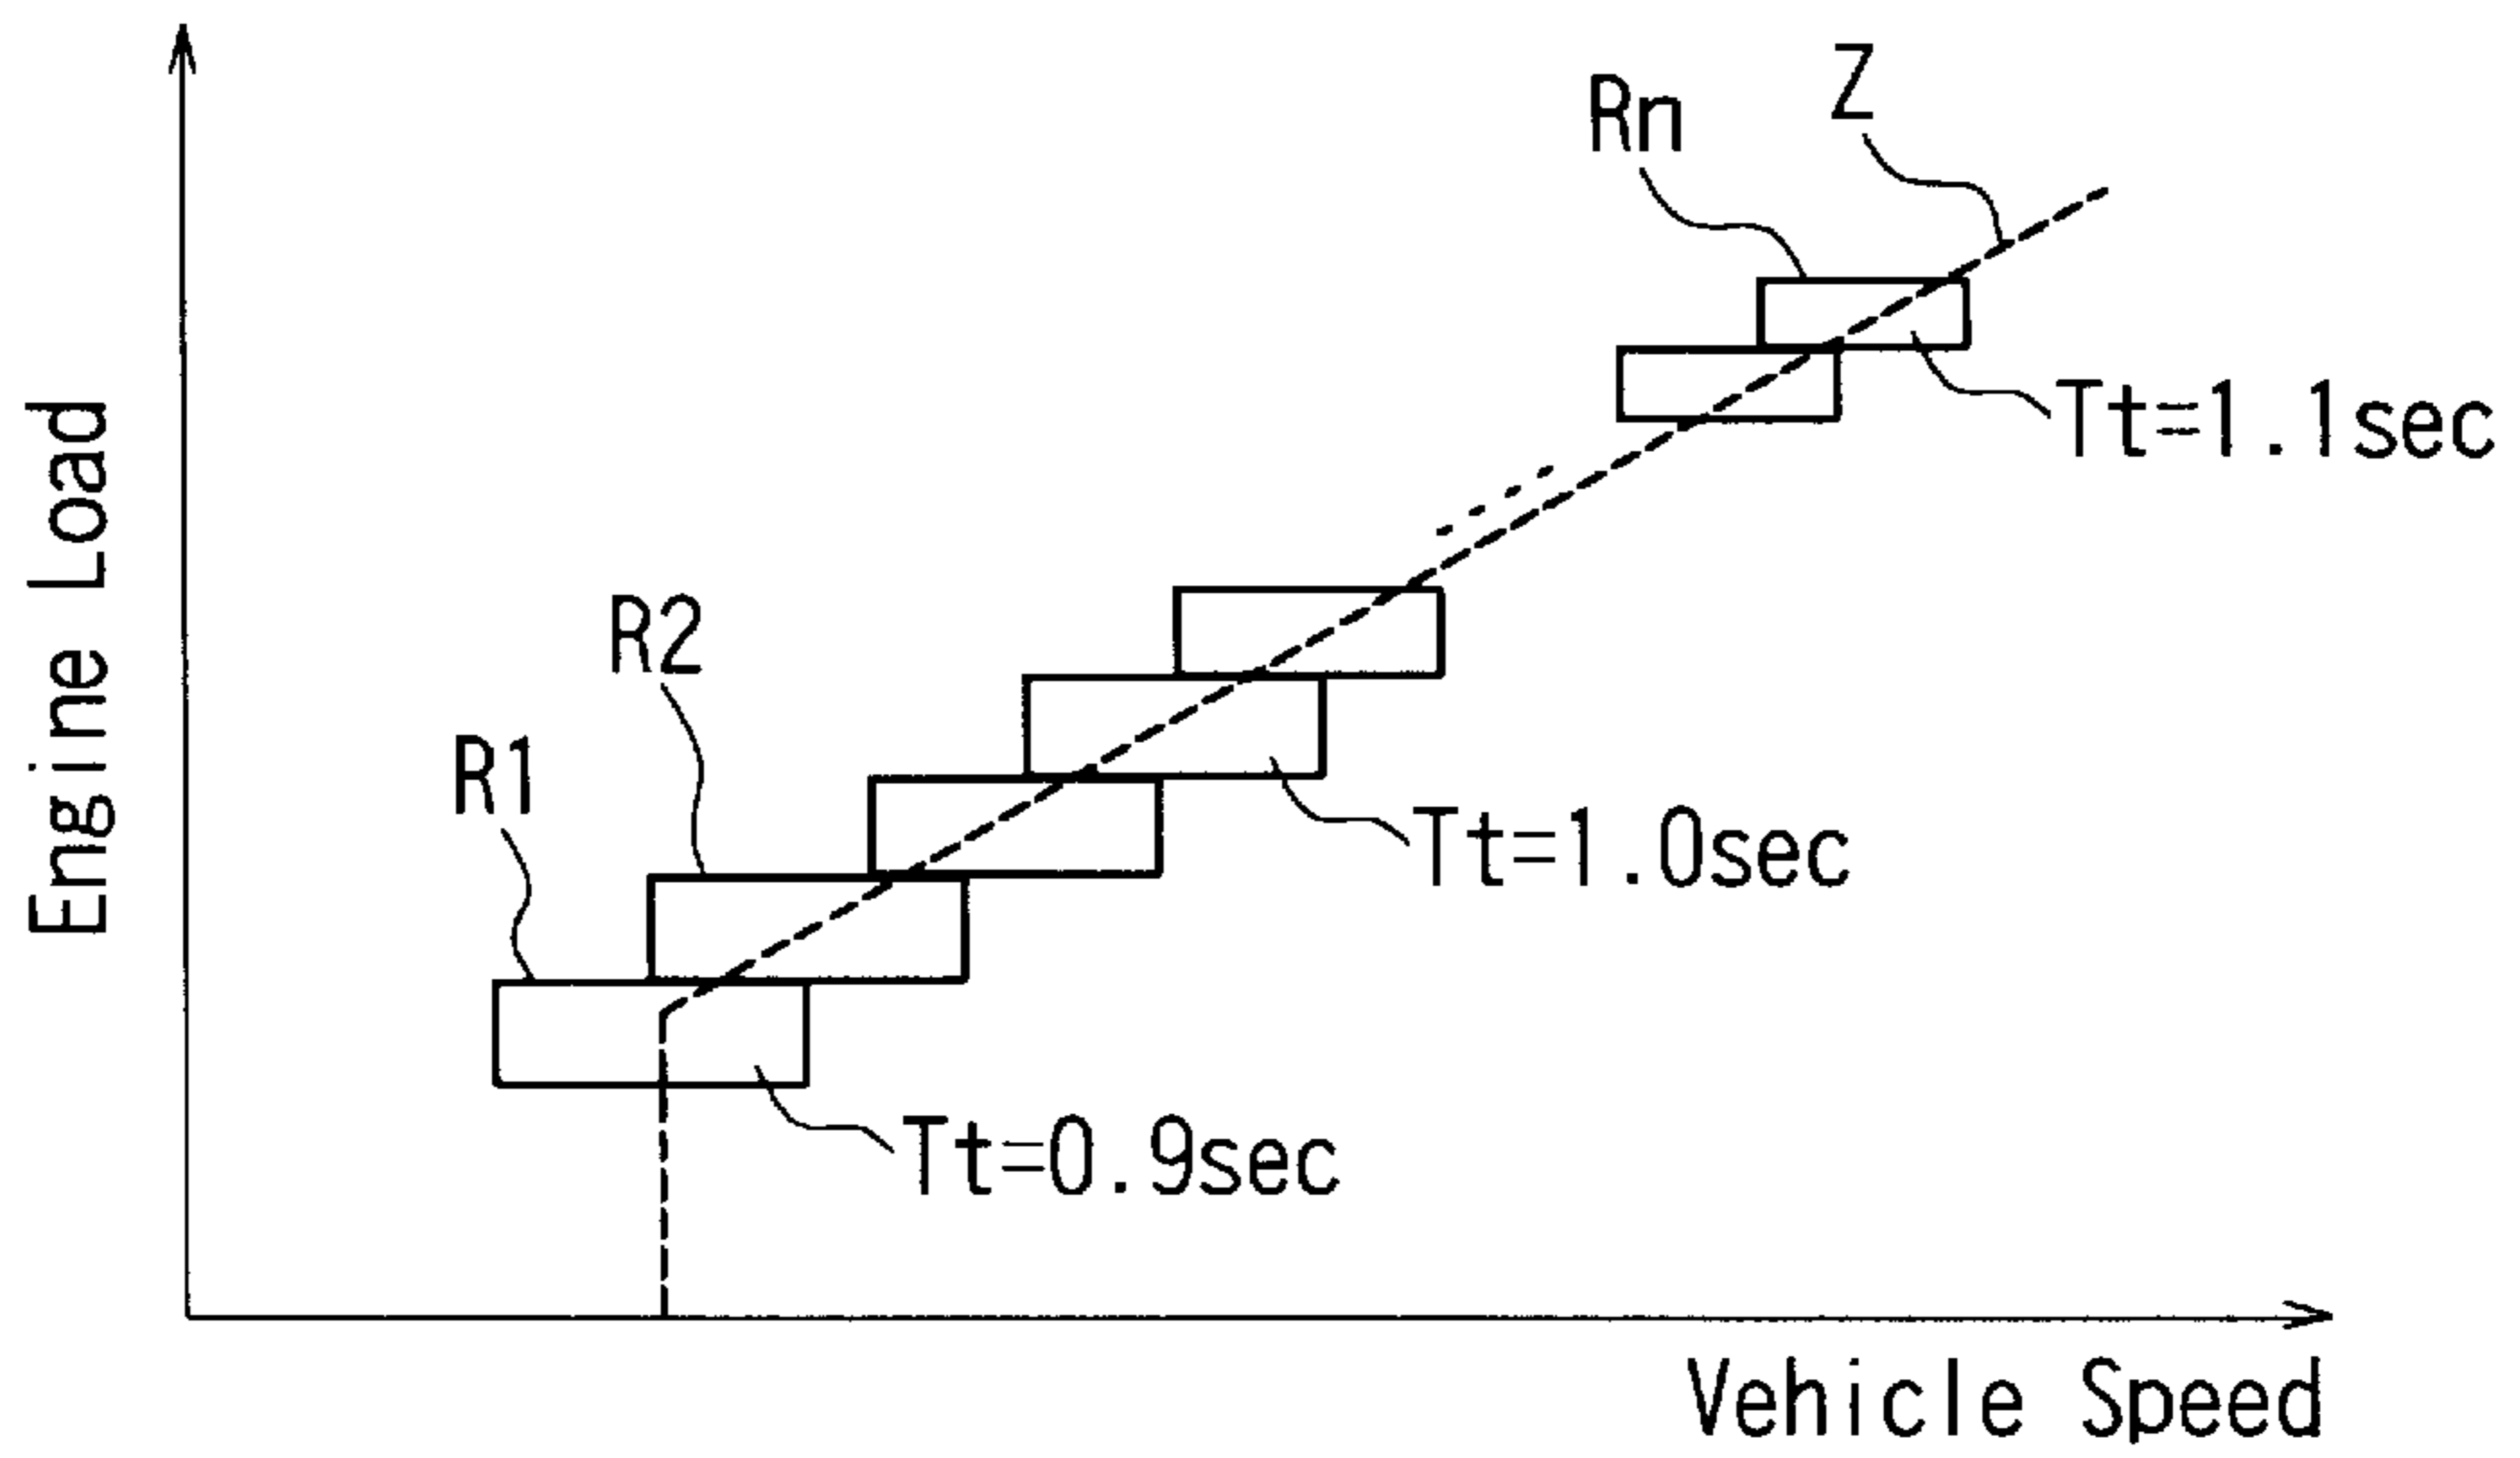 Z
Rn
Tt=1.1sec
R2
R1
Tt=1.0sec
Tt=0.9sec
Engine Load
Vehicle Speed